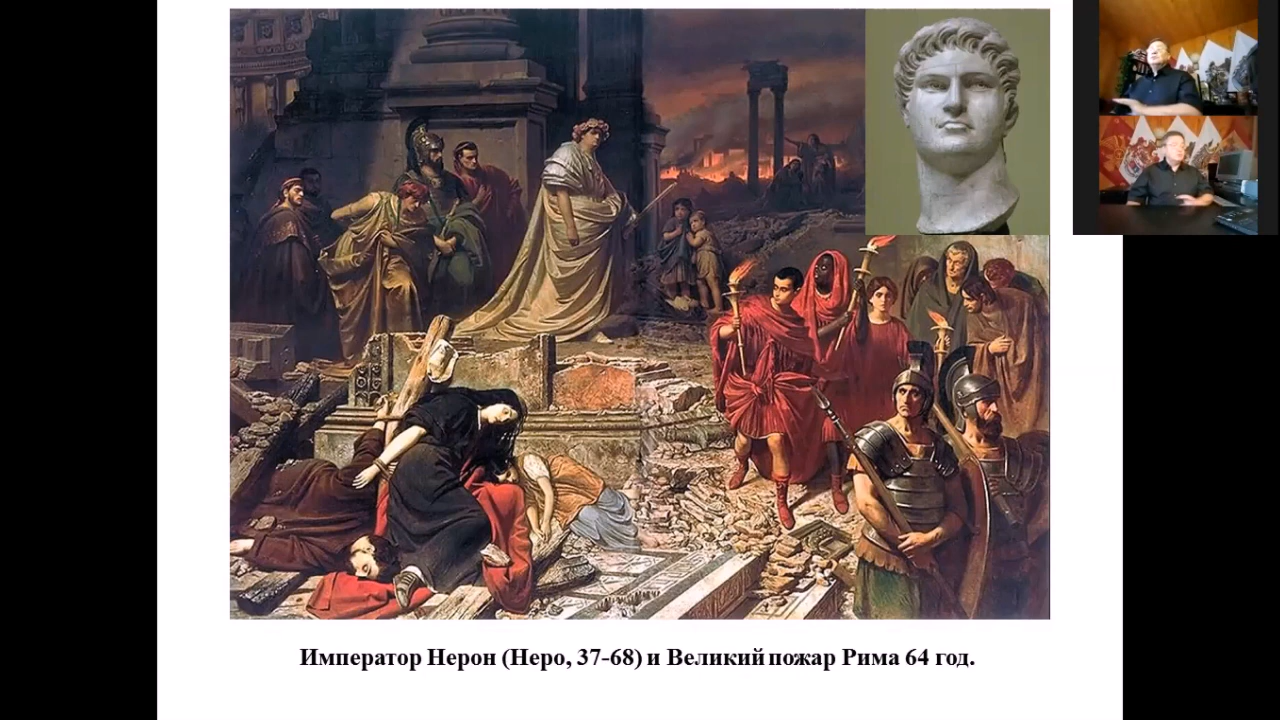 Император Нерон (Неро, 37-68) и Великий пожар Рима 64 год.